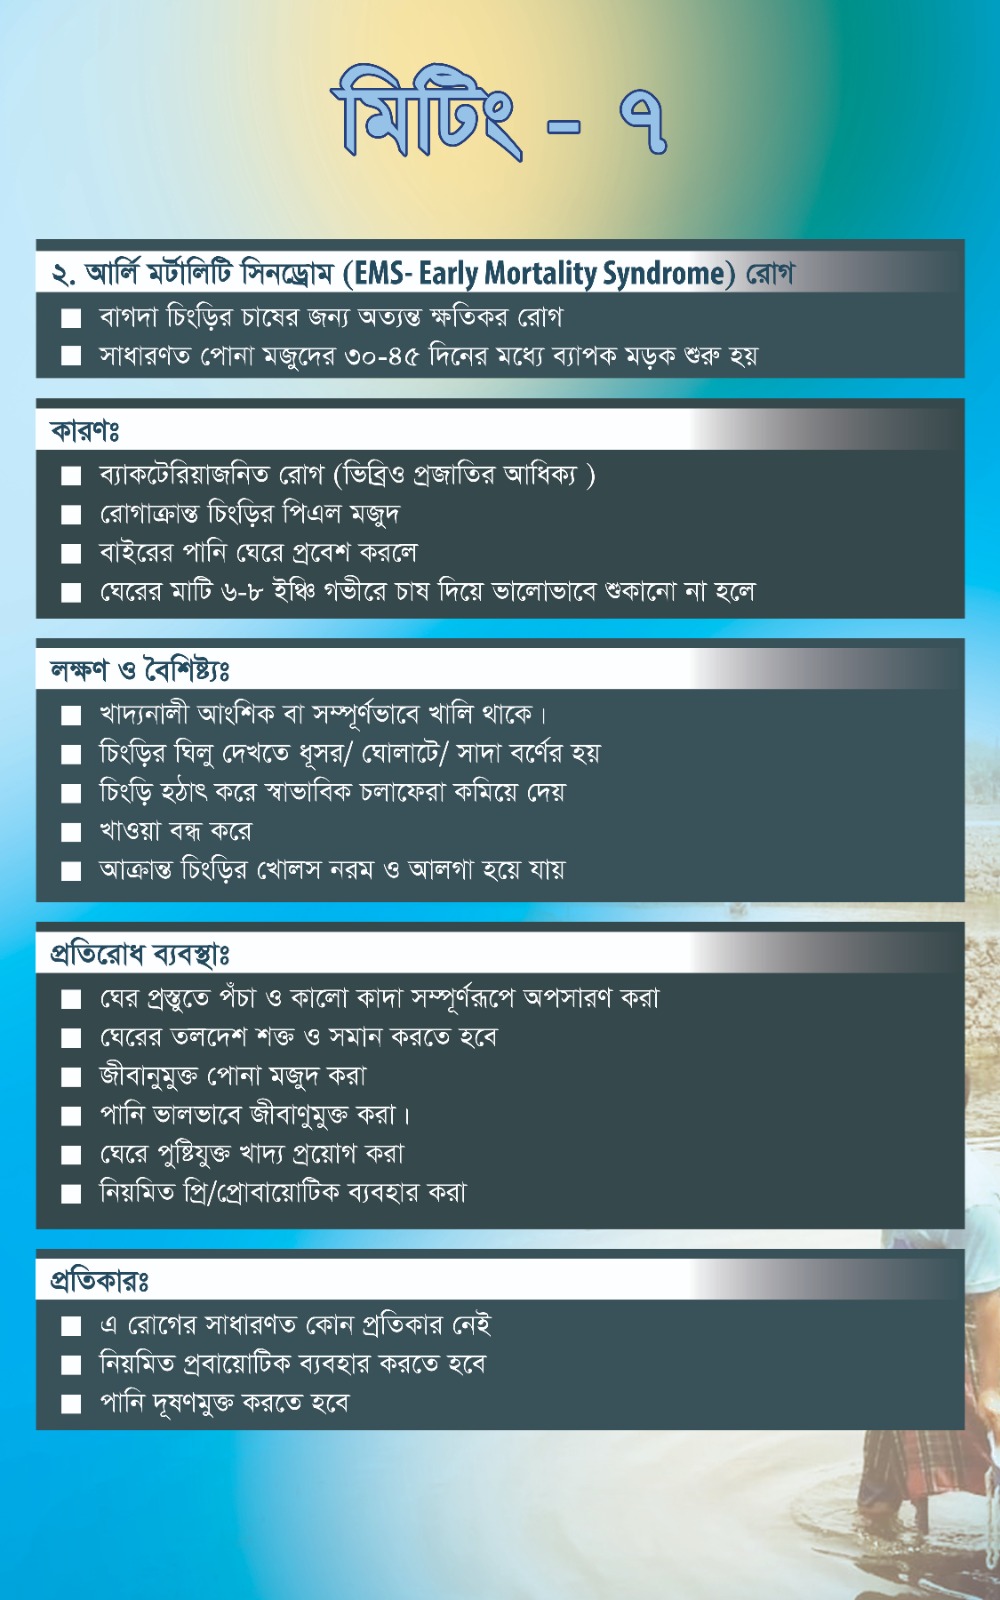 মিটিং - ৭
২. আর্লি মর্টালিটি সিনড্রোম (EMS- Early Mortality Syndrome) রোগ
■ বাগদা চিংড়ির চাষের জন্য অত্যন্ত ক্ষতিকর রোগ
■ সাধারণত পোনা মজুদের ৩০-৪৫ দিনের মধ্যে ব্যাপক মড়ক শুরু হয়
কারণঃ
■ ব্যাকটেরিয়াজনিত রোগ (ভিব্রিও প্রজাতির আধিক্য )
■ রোগাক্রান্ত চিংড়ির পিএল মজুদ
■ বাইরের পানি ঘেরে প্রবেশ করলে
■ ঘেরের মাটি ৬-৮ ইঞ্চি গভীরে চাষ দিয়ে ভালোভাবে শুকানো না হলে
লক্ষণ ও বৈশিষ্ট্যঃ
■ খাদ্যনালী আংশিক বা সম্পূর্ণভাবে খালি থাকে।
■ চিংড়ির ঘিলু দেখতে ধূসর/ ঘোলাটে/ সাদা বর্ণের হয়
■ চিংড়ি হঠাৎ করে স্বাভাবিক চলাফেরা কমিয়ে দেয়
■ খাওয়া বন্ধ করে
■ আক্রান্ত চিংড়ির খোলস নরম ও আলগা হয়ে যায়
প্রতিরোধ ব্যবস্থাঃ
■ ঘের প্রস্তুতে পঁচা ও কালো কাদা সম্পূর্ণরূপে অপসারণ করা
■ ঘেরের তলদেশ শক্ত ও সমান করতে হবে
■ জীবানুমুক্ত পোনা মজুদ করা
■ পানি ভালভাবে জীবাণুমুক্ত করা।
■ ঘেরে পুষ্টিযুক্ত খাদ্য প্রয়োগ করা
■ নিয়মিত প্রি/প্রোবায়োটিক ব্যবহার করা
প্রতিকারঃ
■ এ রোগের সাধারণত কোন প্রতিকার নেই
■ নিয়মিত প্রবায়োটিক ব্যবহার করতে হবে
■ পানি দূষণমুক্ত করতে হবে